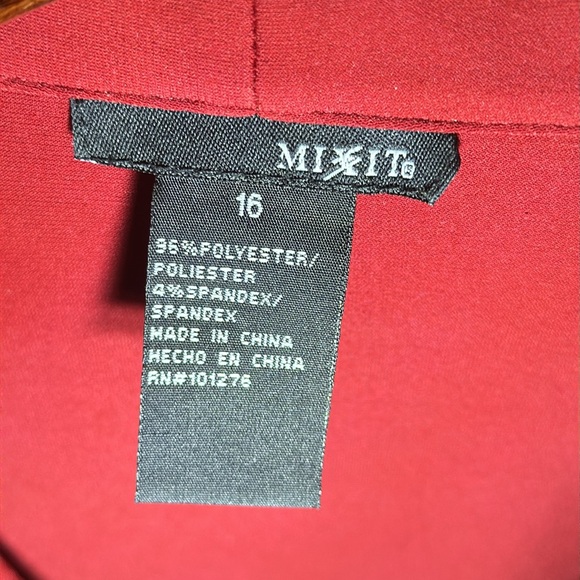 MIXIT®
16
96%POLYESTER/
POLIESTER
4%SPANDEX/
SPANDEX
MADE IN CHINA
HECHO EN CHINA
RN#101276